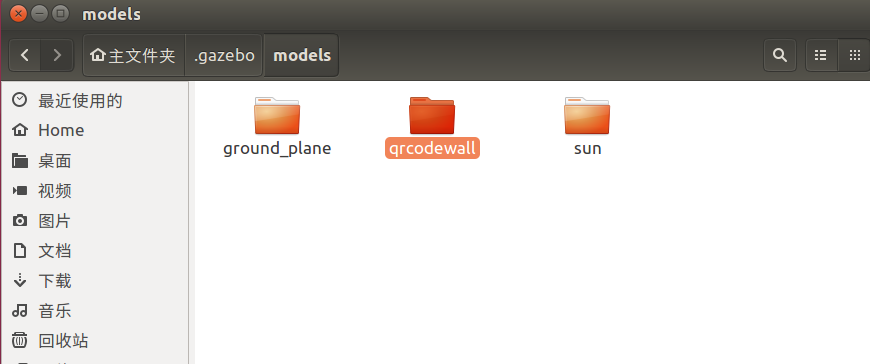 models
主文件夹 .gazebo models
最近使用的
Home
桌面
视频
图片
文档
下载
音乐
回收站
ground_plane
qrcodewall
sun